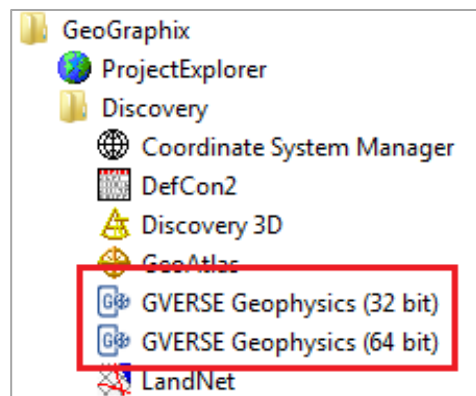 GeoGraphix
ProjectExplorer
Discovery
Coordinate System Manager
DefCon2
Discovery 3D
GeoAtlas
GVERSE Geophysics (32 bit)
GVERSE Geophysics (64 bit)
LandNet